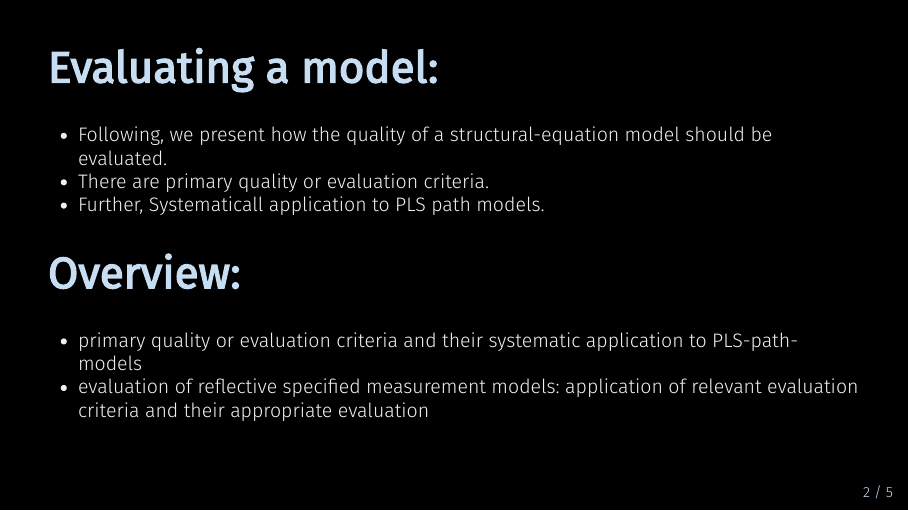 Evaluating a model:
• Following, we present how the quality of a structural-equation model should be
evaluated.
• There are primary quality or evaluation criteria.
• Further, Systematicall application to PLS path models.
Overview:
• primary quality or evaluation criteria and their systematic application to PLS-path-
models
• evaluation of reflective specified measurement models: application of relevant evaluation
criteria and their appropriate evaluation
2 / 5